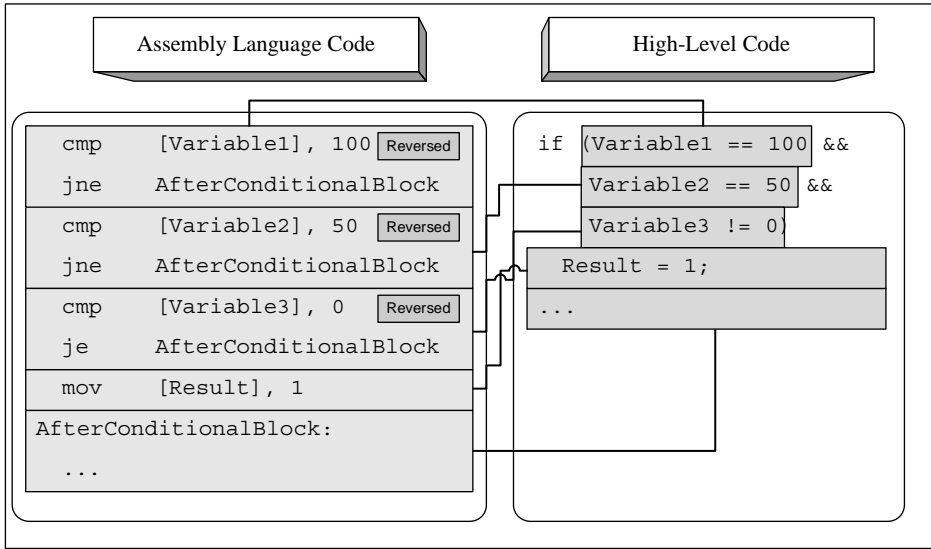 Assembly Language Code
cmp [Variable1], 100 Reversed
jne AfterConditionalBlock
cmp [Variable2], 50 Reversed
jne AfterConditionalBlock
cmp [Variable3], 0 Reversed
je AfterConditionalBlock
mov [Result], 1
AfterConditionalBlock:
...
High-Level Code
if (Variable1 == 100 &&
Variable2 == 50 &&
Variable3 != 0)
Result = 1;
...